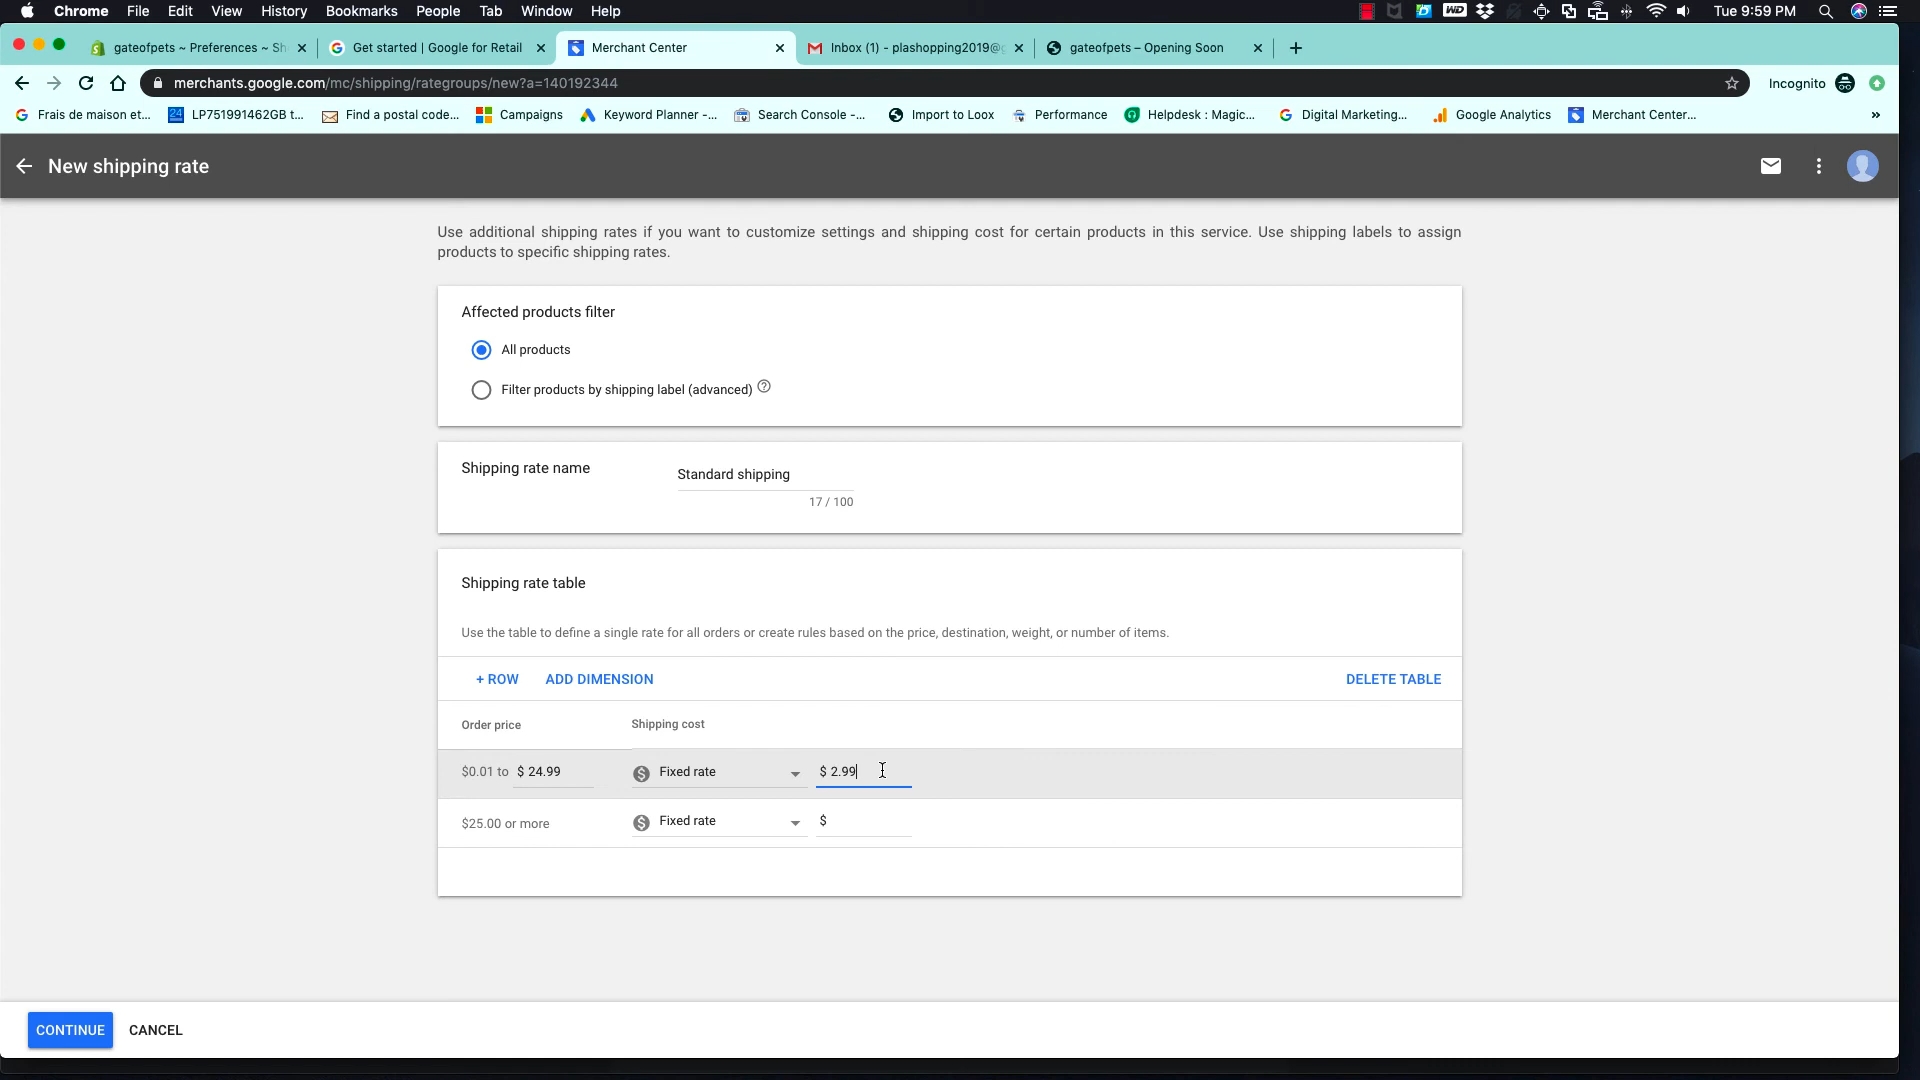 Chrome File Edit View History Bookmarks People Tab Window Help WD Tue 9:59 PM
gateofpets ~ Preferences ~ Sh Get started | Google for Retail Merchant Center Inbox (1) - plashopping2019@g gateofpets – Opening Soon
merchants.google.com/mc/shipping/rategroups/new?a=140192344 Incognito
Frais de maison et... 24 LP751991462GB t... Find a postal code... Campaigns Keyword Planner -... Search Console -... Import to Loox Performance Helpdesk : Magic... Digital Marketing... Google Analytics Merchant Center... »
New shipping rate
Use additional shipping rates if you want to customize settings and shipping cost for certain products in this service. Use shipping labels to assign
products to specific shipping rates.
Affected products filter
All products
Filter products by shipping label (advanced) ?
Shipping rate name Standard shipping
17 / 100
Shipping rate table
Use the table to define a single rate for all orders or create rules based on the price, destination, weight, or number of items.
+ ROW ADD DIMENSION DELETE TABLE
Order price Shipping cost
$0.01 to $ 24.99 $ Fixed rate $ 2.99
$25.00 or more $ Fixed rate $
CONTINUE CANCEL